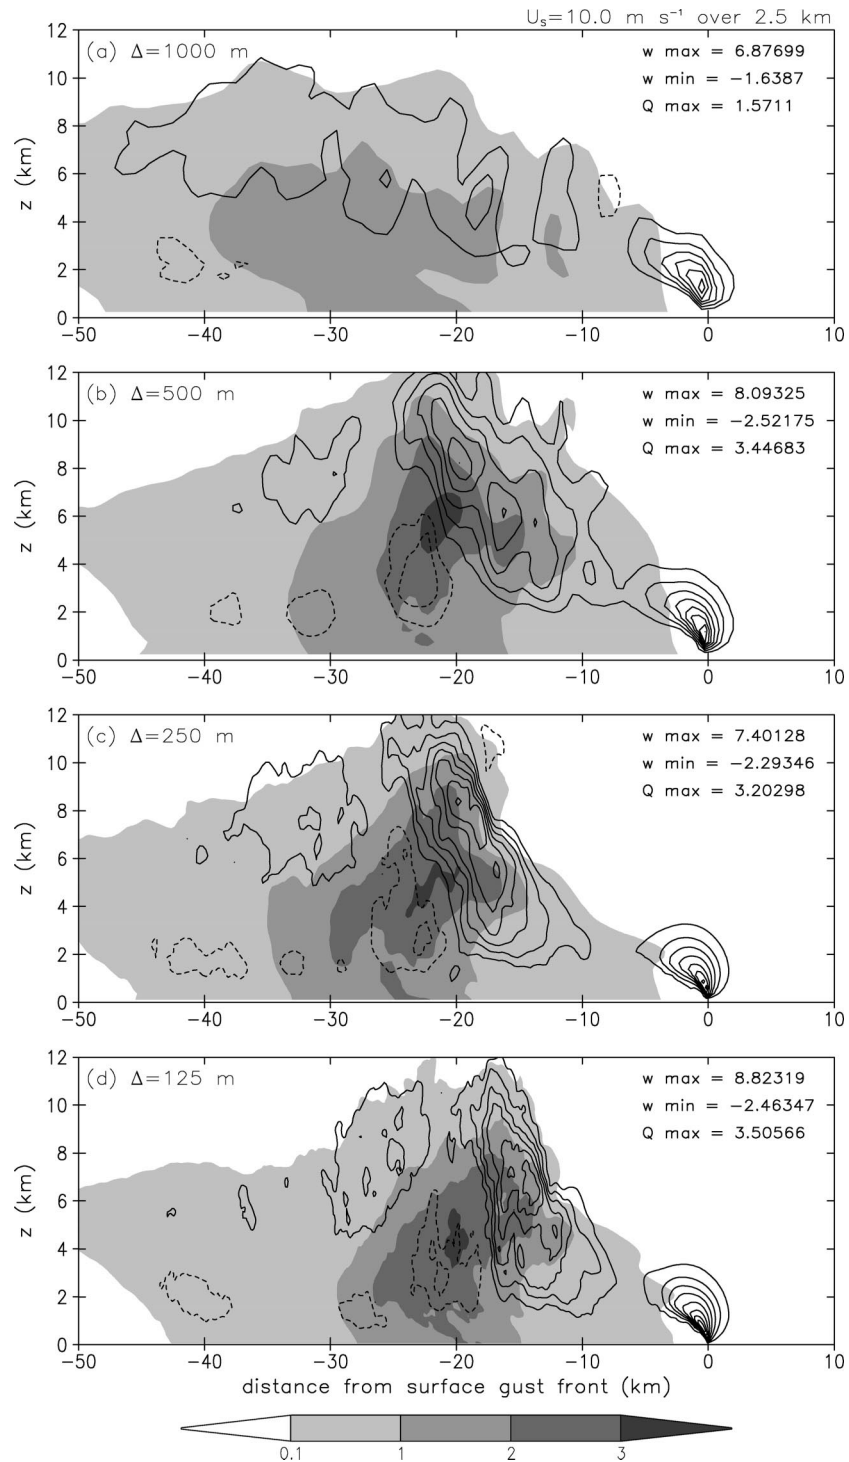 Uₛ=10.0 m s⁻¹ over 2.5 km
(a) Δ=1000 m
w max = 6.87699
w min = −1.6387
Q max = 1.5711
12
10
8
6
4
2
0
z (km)
−50 −40 −30 −20 −10 0 10
(b) Δ=500 m
w max = 8.09325
w min = −2.52175
Q max = 3.44683
12
10
8
6
4
2
0
z (km)
−50 −40 −30 −20 −10 0 10
(c) Δ=250 m
w max = 7.40128
w min = −2.29346
Q max = 3.20298
12
10
8
6
4
2
0
z (km)
−50 −40 −30 −20 −10 0 10
(d) Δ=125 m
w max = 8.82319
w min = −2.46347
Q max = 3.50566
12
10
8
6
4
2
0
z (km)
−50 −40 −30 −20 −10 0 10
distance from surface gust front (km)
0.1 1 2 3